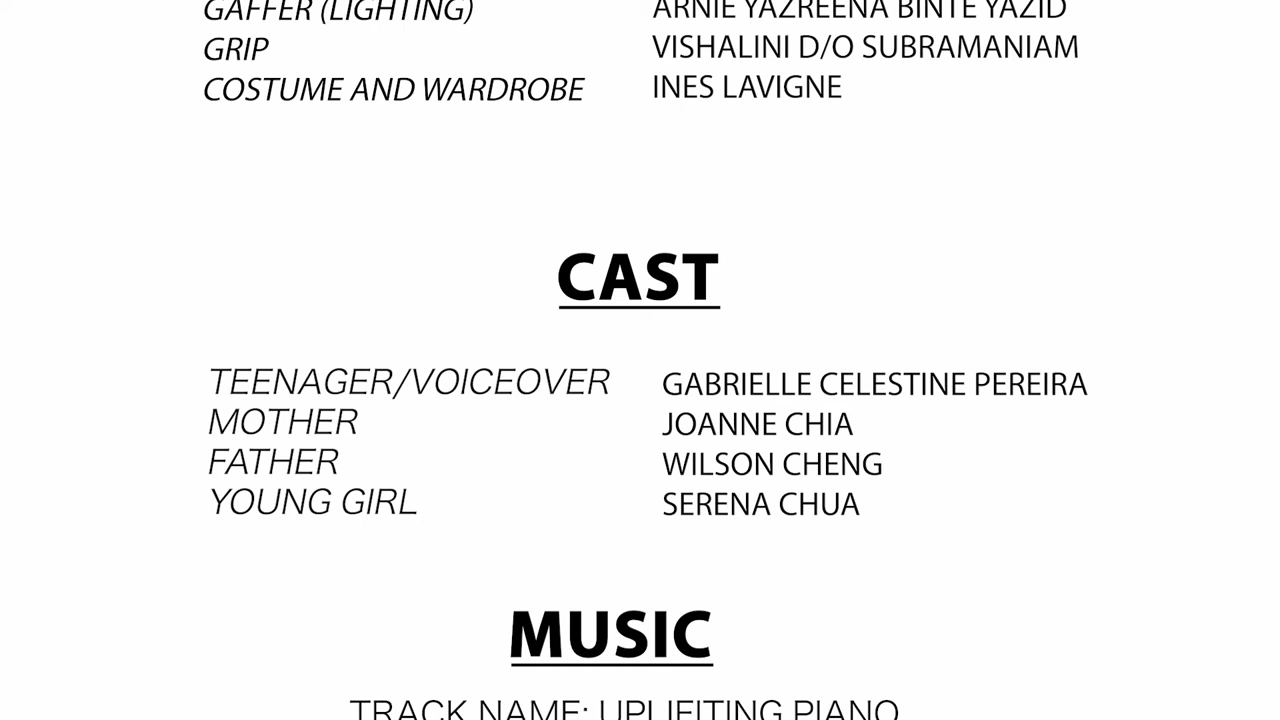 GAFFER (LIGHTING) ARNIE YAZREENA BINTE YAZID
GRIP VISHALINI D/O SUBRAMANIAM
COSTUME AND WARDROBE INES LAVIGNE
CAST
TEENAGER/VOICEOVER GABRIELLE CELESTINE PEREIRA
MOTHER JOANNE CHIA
FATHER WILSON CHENG
YOUNG GIRL SERENA CHUA
MUSIC
TRACK NAME: UPLIFITING PIANO